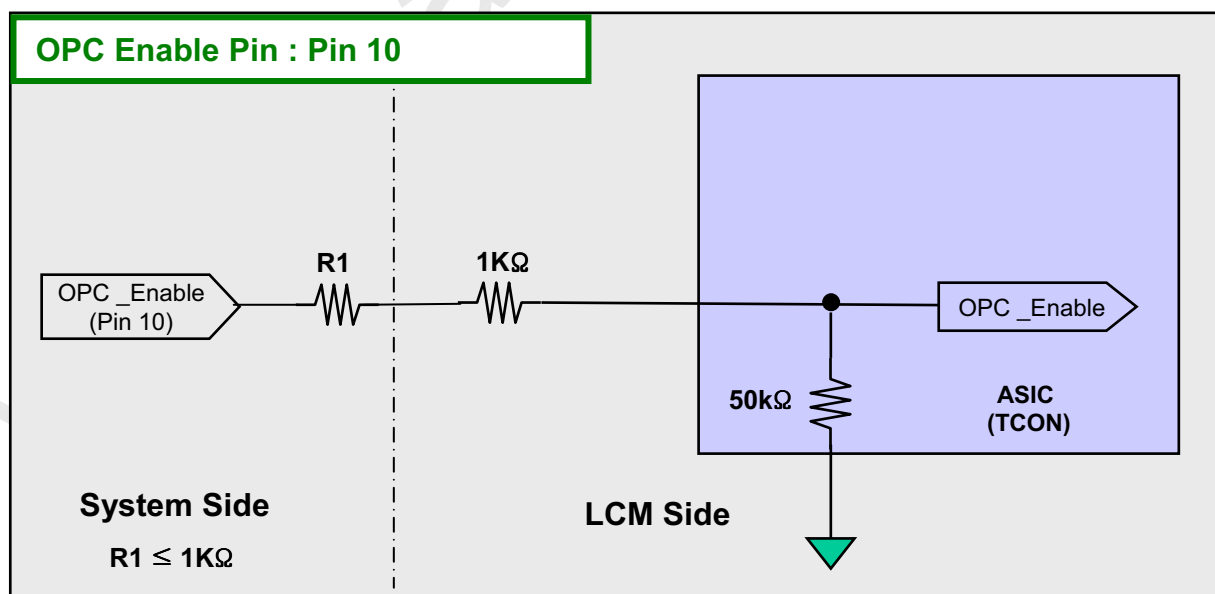 OPC Enable Pin : Pin 10
R1
1KΩ
OPC _Enable
(Pin 10)
OPC _Enable
50kΩ
ASIC
(TCON)
System Side
LCM Side
R1 ≤ 1KΩ